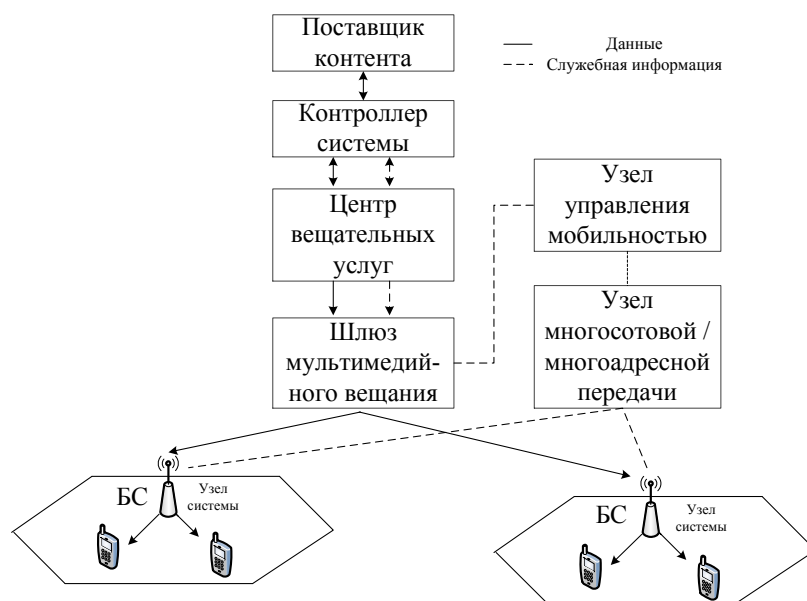 Поставщик
контента
Данные
Служебная информация
Контроллер
системы
Центр
вещательных
услуг
Узел
управления
мобильностью
Шлюз
мультимедий-
ного вещания
Узел
многосотовой /
многоадресной
передачи
БС
Узел
системы
БС
Узел
системы